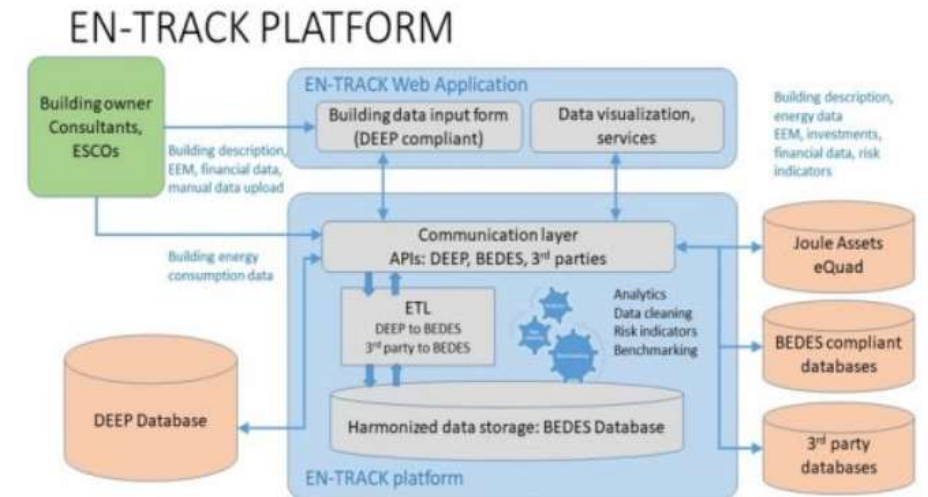 EN-TRACK PLATFORM
Building owner
Consultants,
ESCOs
EN-TRACK Web Application
Building data input form
(DEEP compliant)
Data visualization,
services
Building description,
energy data
EEM, investments,
financial data, risk
indicators
Building description,
EEM, financial data,
manual data upload
Building energy
consumption data
Communication layer
APIs: DEEP, BEDES, 3rd parties
ETL
DEEP to BEDES
3rd party to BEDES
Analytics
Data cleaning
Risk indicators
Benchmarking
Joule Assets
eQuad
BEDES compliant
databases
3rd party
databases
DEEP Database
Harmonized data storage: BEDES Database
EN-TRACK platform